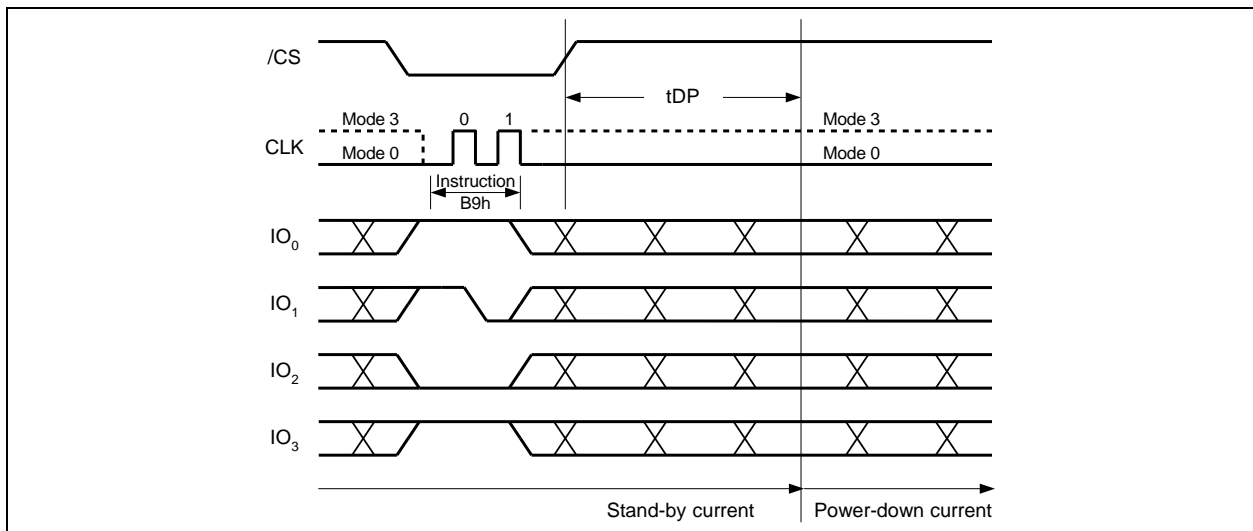 /CS
tDP
Mode 3 0 1 Mode 3
CLK
Mode 0 Mode 0
Instruction
B9h
IO0
IO1
IO2
IO3
Stand-by current Power-down current